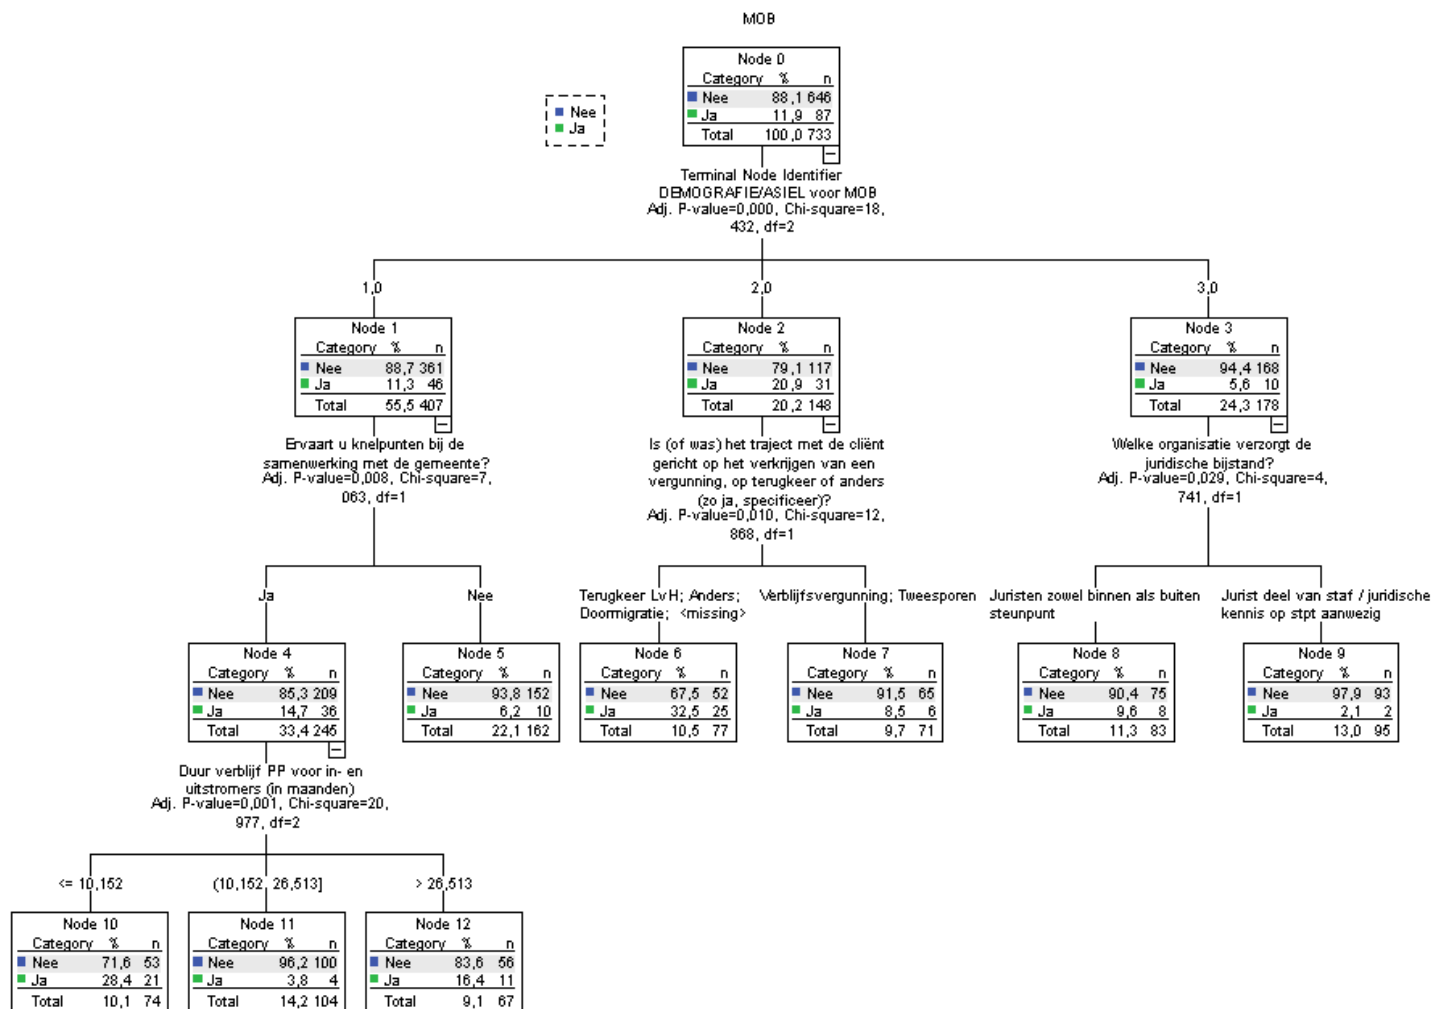 MOB
Node 0
Category % n
Nee 88,1 646
Ja 11,9 87
Total 100,0 733
Nee
Ja
Terminal Node Identifier
DEMOGRAFIE/ASIEL voor MOB
Adj. P-value=0,000, Chi-square=18,
432, df=2
1,0
2,0
3,0
Node 1
Category % n
Nee 88,7 361
Ja 11,3 46
Total 55,5 407
Node 2
Category % n
Nee 79,1 117
Ja 20,9 31
Total 20,2 148
Node 3
Category % n
Nee 94,4 168
Ja 5,6 10
Total 24,3 178
Ervaart u knelpunten bij de
samenwerking met de gemeente?
Adj. P-value=0,008, Chi-square=7,
063, df=1
Is (of was) het traject met de cliënt
gericht op het verkrijgen van een
vergunning, op terugkeer of anders
(zo ja, specificeer)?
Adj. P-value=0,010, Chi-square=12,
868, df=1
Welke organisatie verzorgt de
juridische bijstand?
Adj. P-value=0,029, Chi-square=4,
741, df=1
Ja
Nee
Terugkeer LvH; Anders;
Doormigratie; <missing>
Verblijfsvergunning; Tweesporen
Juristen zowel binnen als buiten
steunpunt
Jurist deel van staf / juridische
kennis op stpt aanwezig
Node 4
Category % n
Nee 85,3 209
Ja 14,7 36
Total 33,4 245
Node 5
Category % n
Nee 93,8 152
Ja 6,2 10
Total 22,1 162
Node 6
Category % n
Nee 67,5 52
Ja 32,5 25
Total 10,5 77
Node 7
Category % n
Nee 91,5 65
Ja 8,5 6
Total 9,7 71
Node 8
Category % n
Nee 90,4 75
Ja 9,6 8
Total 11,3 83
Node 9
Category % n
Nee 97,9 93
Ja 2,1 2
Total 13,0 95
Duur verblijf PP voor in- en
uitstromers (in maanden)
Adj. P-value=0,001, Chi-square=20,
977, df=2
<= 10,152
(10,152, 26,513]
> 26,513
Node 10
Category % n
Nee 71,6 53
Ja 28,4 21
Total 10,1 74
Node 11
Category % n
Nee 96,2 100
Ja 3,8 4
Total 14,2 104
Node 12
Category % n
Nee 83,6 56
Ja 16,4 11
Total 9,1 67